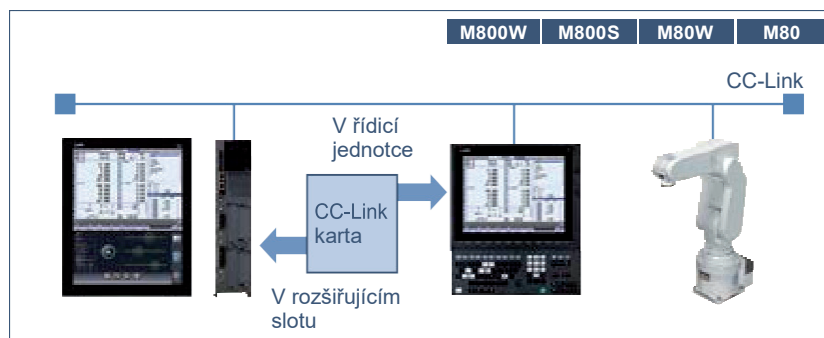 M800W M800S M80W M80
CC-Link
V řídicí
jednotce
CC-Link
karta
V rozšiřujícím
slotu